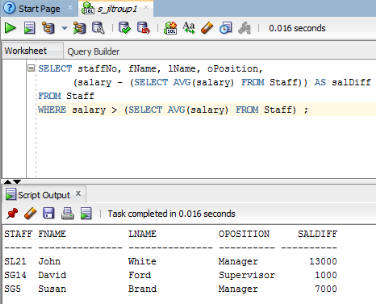 Start Page
s_jltroup1
0.016 seconds
Worksheet Query Builder
SELECT staffNo, fName, lName, oPosition,
(salary - (SELECT AVG(salary) FROM Staff)) AS salDiff
FROM Staff
WHERE salary > (SELECT AVG(salary) FROM Staff) ;
Script Output
Task completed in 0.016 seconds
STAFF FNAME LNAME OPOSITION SALDIFF
----- ---------- ---------- ---------- ----------
SL21 John White Manager 13000
SG14 David Ford Supervisor 1000
SG5 Susan Brand Manager 7000